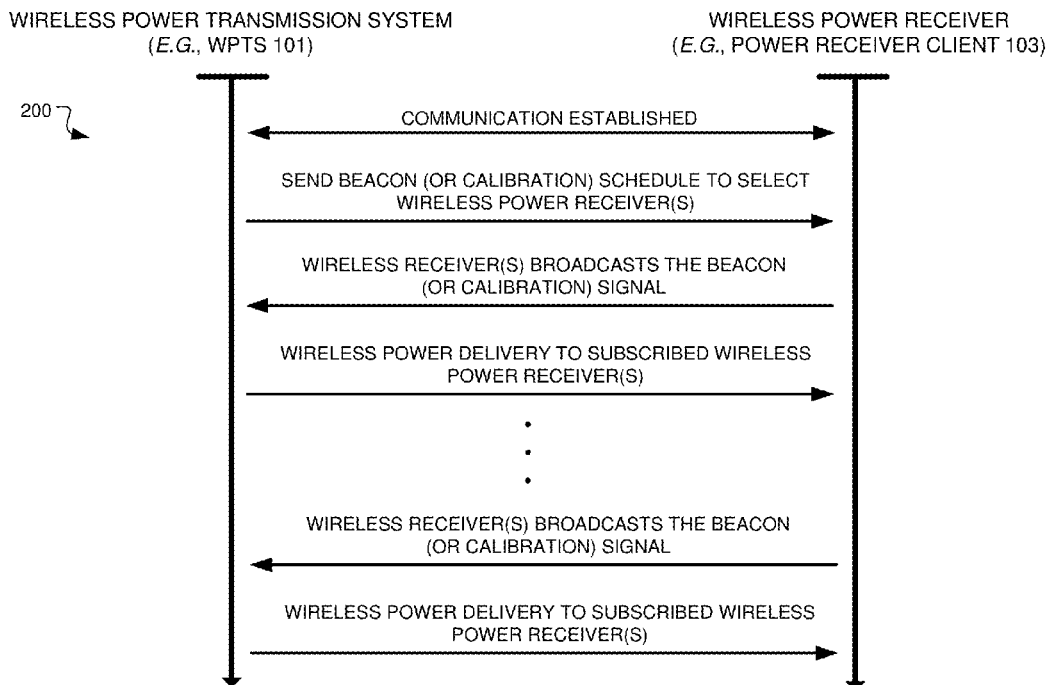 WIRELESS POWER TRANSMISSION SYSTEM
(E.G., WPTS 101)
WIRELESS POWER RECEIVER
(E.G., POWER RECEIVER CLIENT 103)
200
COMMUNICATION ESTABLISHED
SEND BEACON (OR CALIBRATION) SCHEDULE TO SELECT
WIRELESS POWER RECEIVER(S)
WIRELESS RECEIVER(S) BROADCASTS THE BEACON
(OR CALIBRATION) SIGNAL
WIRELESS POWER DELIVERY TO SUBSCRIBED WIRELESS
POWER RECEIVER(S)
WIRELESS RECEIVER(S) BROADCASTS THE BEACON
(OR CALIBRATION) SIGNAL
WIRELESS POWER DELIVERY TO SUBSCRIBED WIRELESS
POWER RECEIVER(S)